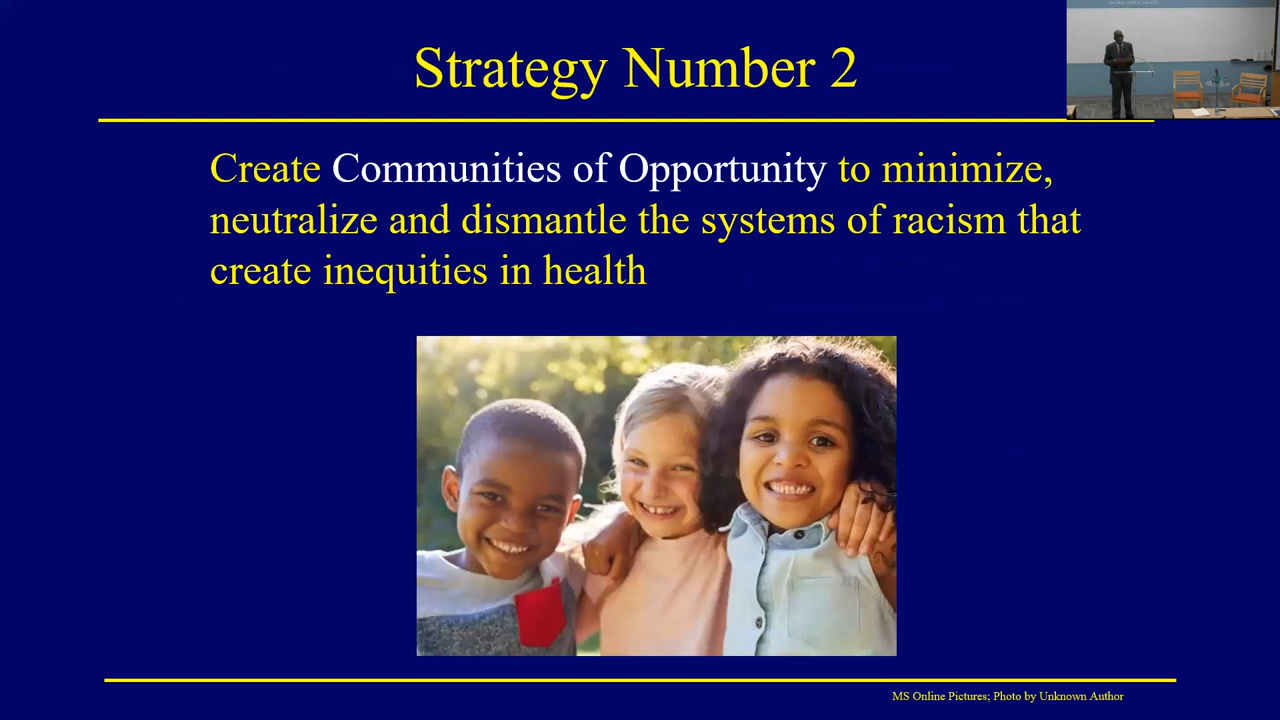 Strategy Number 2
Create Communities of Opportunity to minimize,
neutralize and dismantle the systems of racism that
create inequities in health
MS Online Pictures; Photo by Unknown Author